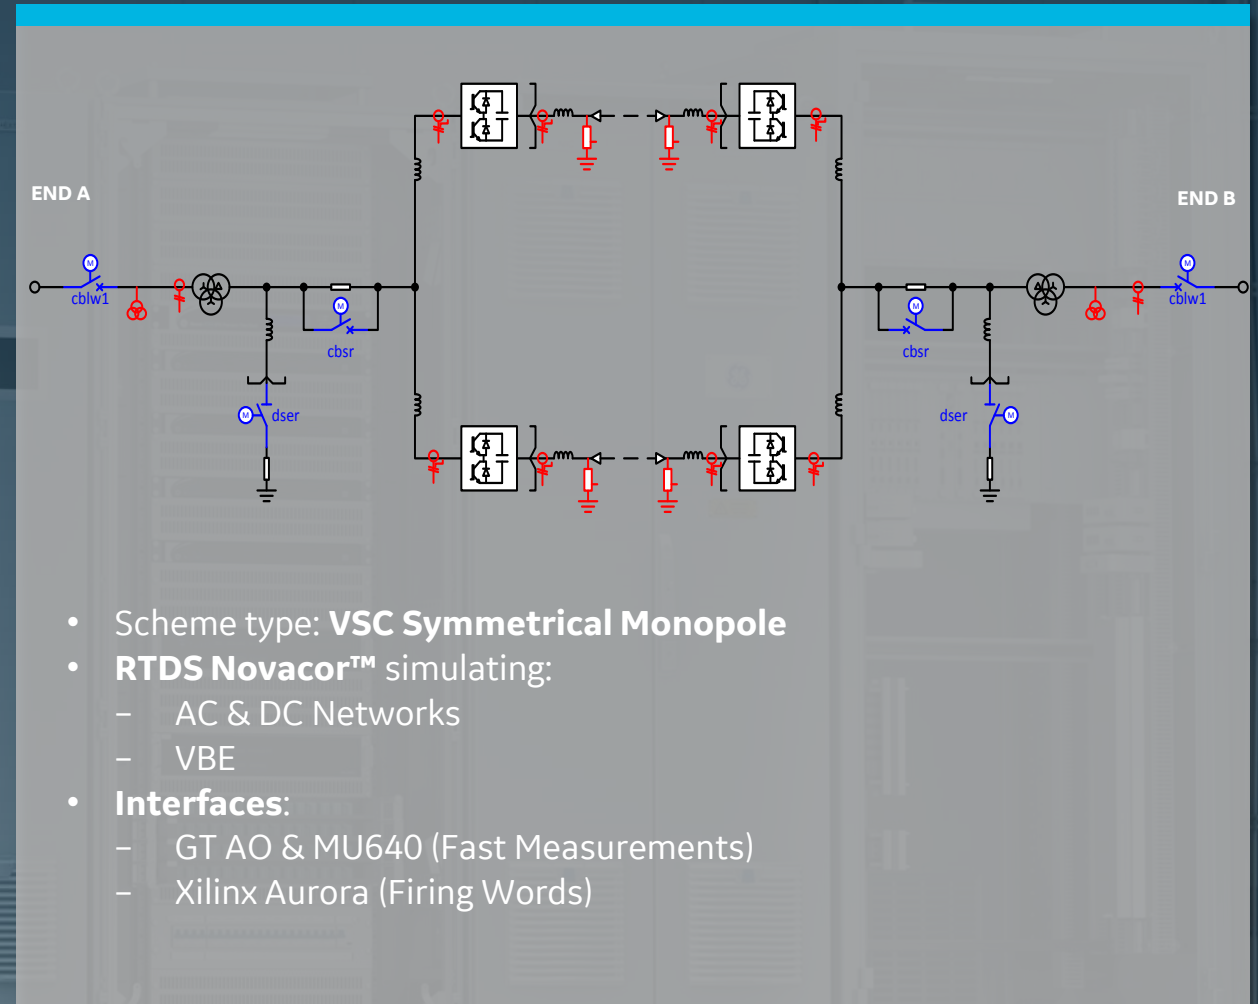 END A
END B
M
M
cblw1
cblw1
M
M
cbsr
cbsr
M
dser
dser
M
• Scheme type: VSC Symmetrical Monopole
• RTDS Novacor™ simulating:
– AC & DC Networks
– VBE
• Interfaces:
– GT AO & MU640 (Fast Measurements)
– Xilinx Aurora (Firing Words)